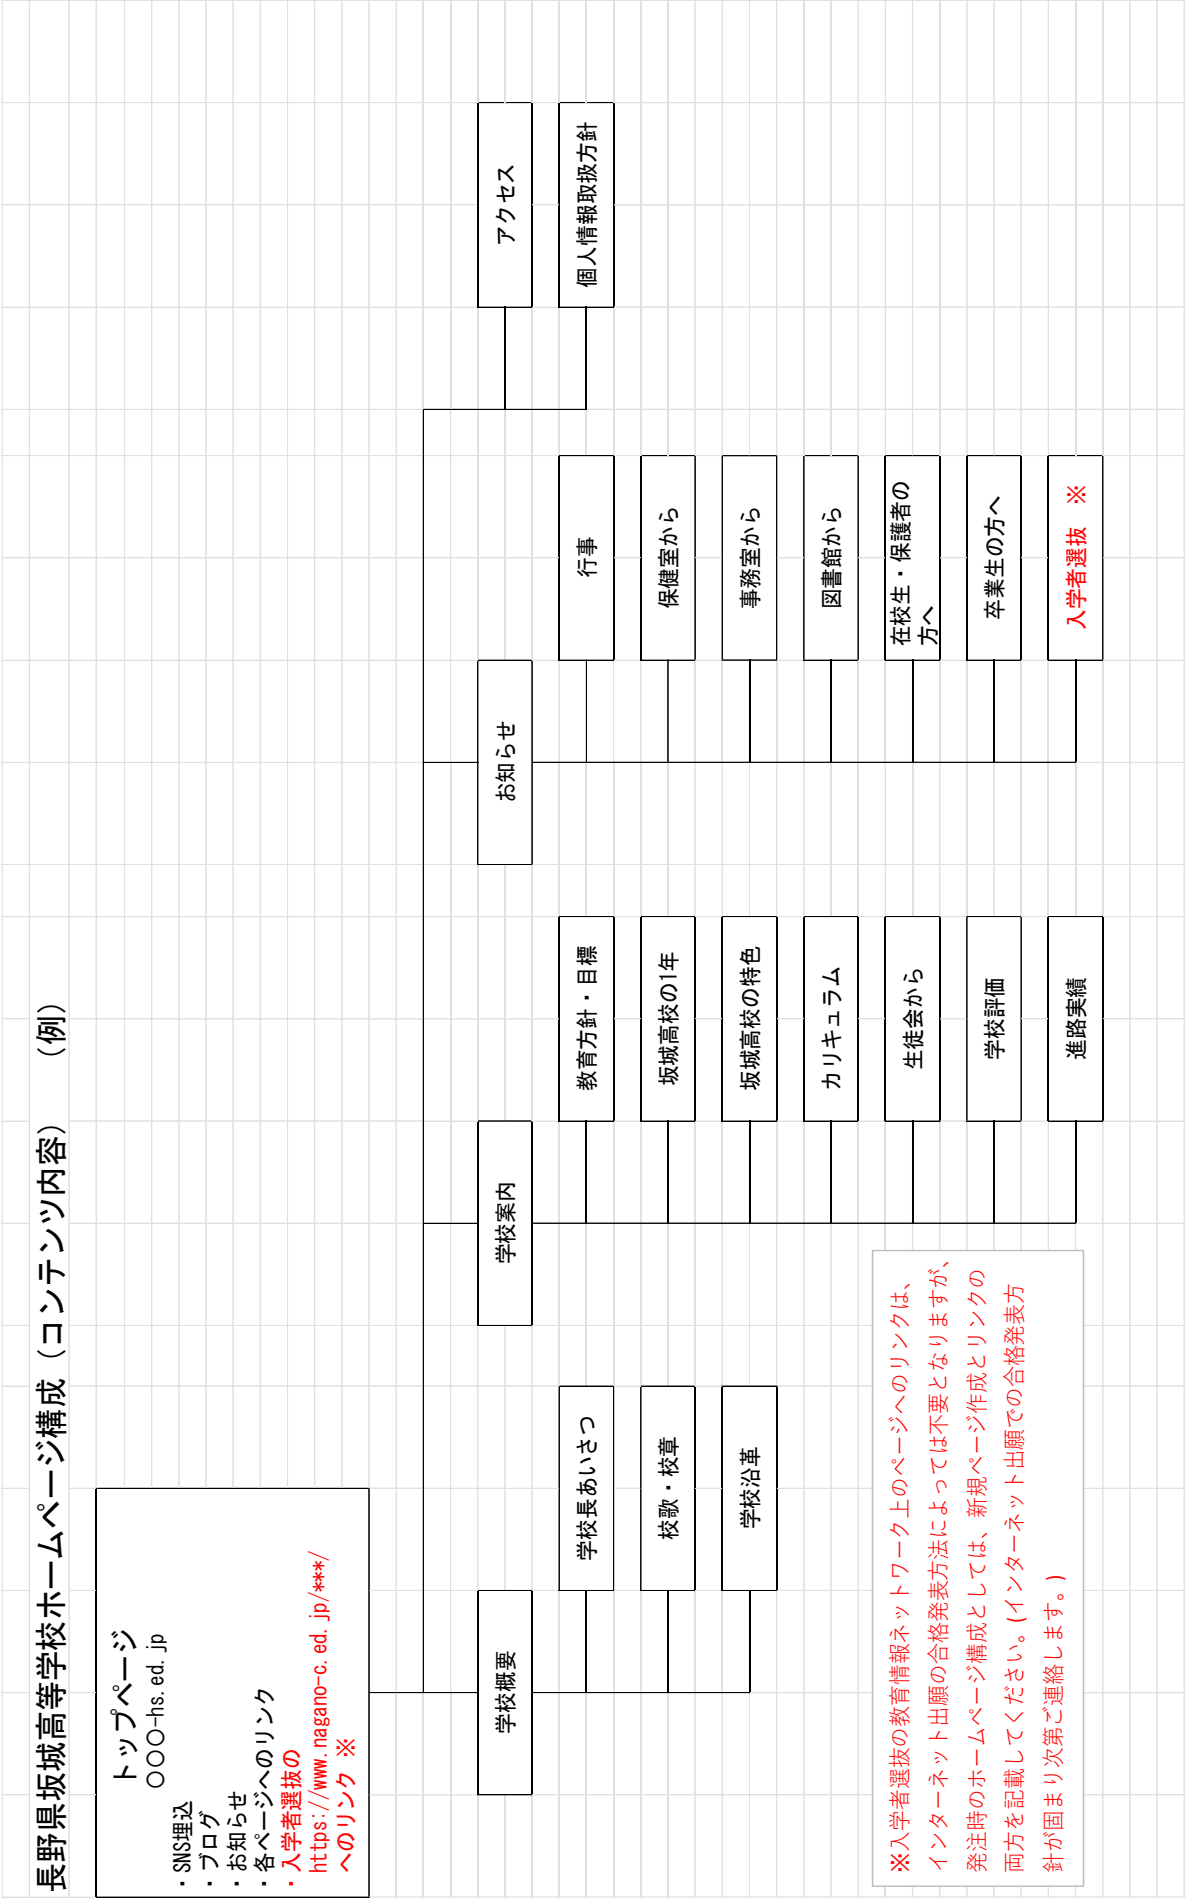 長野県坂城高等学校ホームページ構成（コンテンツ内容）　（例）
トップページ
〇〇〇-hs.ed.jp
・SNS埋込
・ブログ
・お知らせ
・各ページへのリンク
・入学者選抜の
https://www.nagano-c.ed.jp/***/
へのリンク ※
学校概要
学校長あいさつ
校歌・校章
学校沿革
学校案内
教育方針・目標
坂城高校の1年
坂城高校の特色
カリキュラム
生徒会から
学校評価
進路実績
お知らせ
行事
保健室から
事務室から
図書館から
在校生・保護者の
方へ
卒業生の方へ
入学者選抜　※
アクセス
個人情報取扱方針
※入学者選抜の教育情報ネットワーク上のページへのリンクは、
インターネット出願の合格発表方法によっては不要となりますが、
発注時のホームページ構成としては、新規ページ作成とリンクの
両方を記載してください。(インターネット出願での合格発表方
針が固まり次第ご連絡します。)